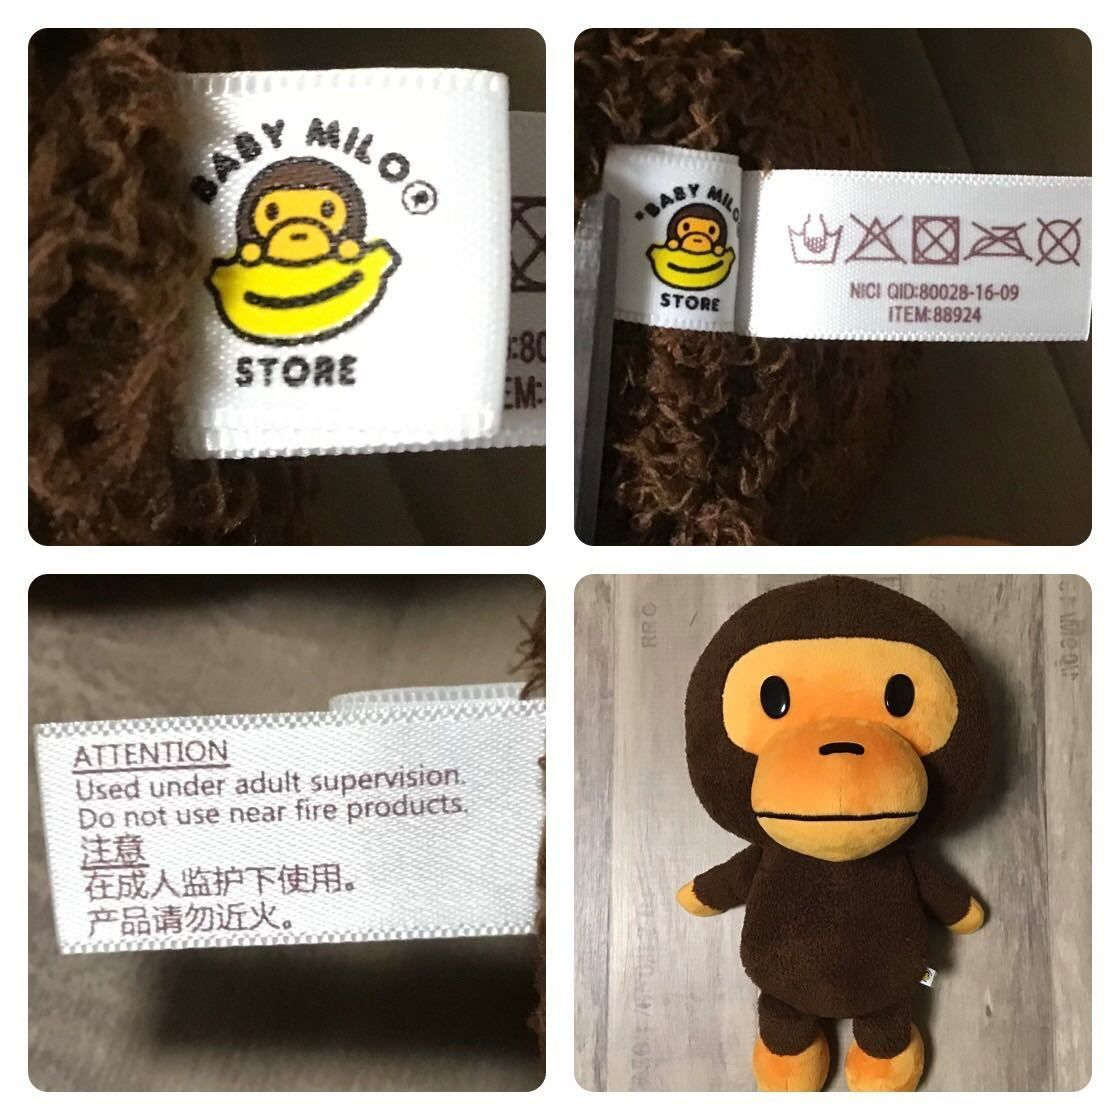 BABY MILO®
STORE
:80
EM:
"BABY MILO
STORE
NICI QID:80028-16-09
ITEM:88924
ATTENTION
Used under adult supervision.
Do not use near fire products.
注意
在成人监护下使用。
产品请勿近火。